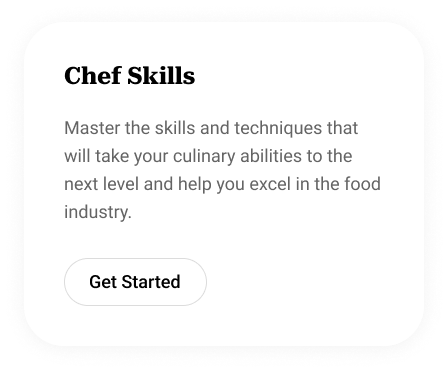 Chef Skills
Master the skills and techniques that
will take your culinary abilities to the
next level and help you excel in the food
industry.
Get Started